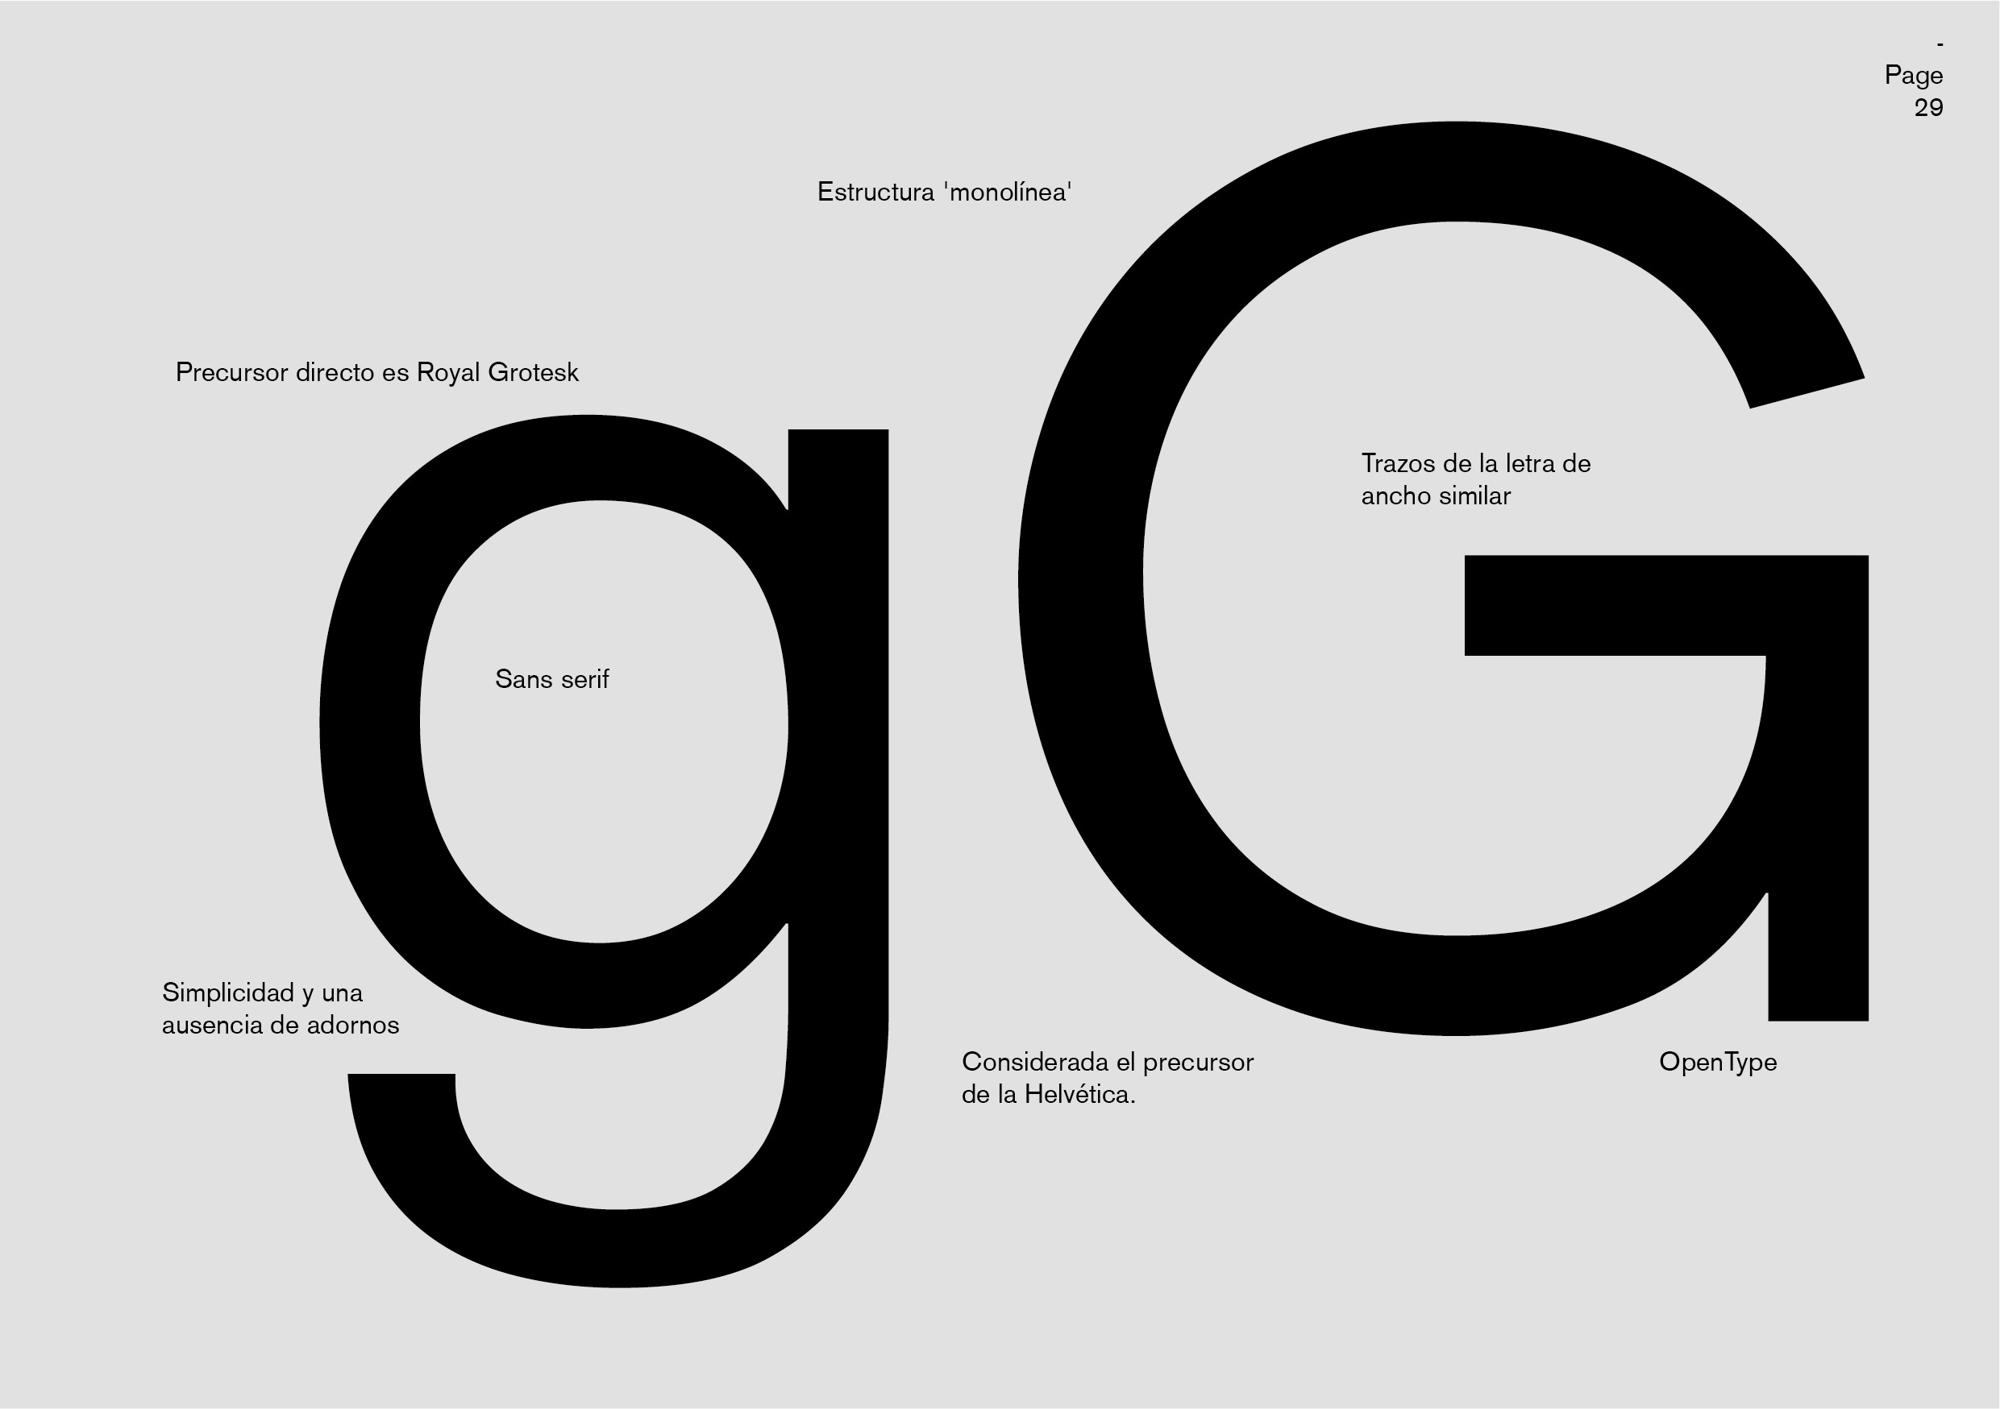 -
Page
29
Estructura 'monolínea'
Precursor directo es Royal Grotesk
g G
Trazos de la letra de
ancho similar
Sans serif
Simplicidad y una
ausencia de adornos
Considerada el precursor
de la Helvética.
OpenType